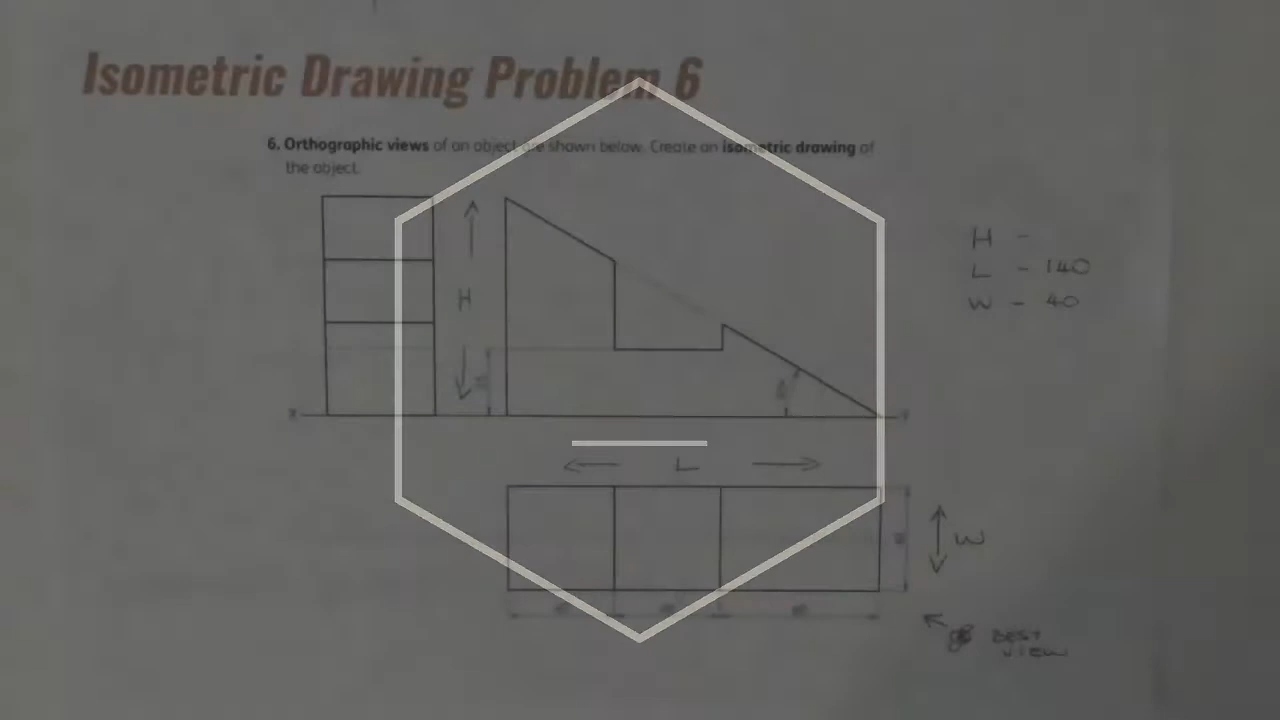 Isometric Drawing Problem 6
6. Orthographic views of an object are shown below. Create an isometric drawing of
the object.
H
H -
L - 140
W - 40
X
Y
L
W
BEST
VIEW